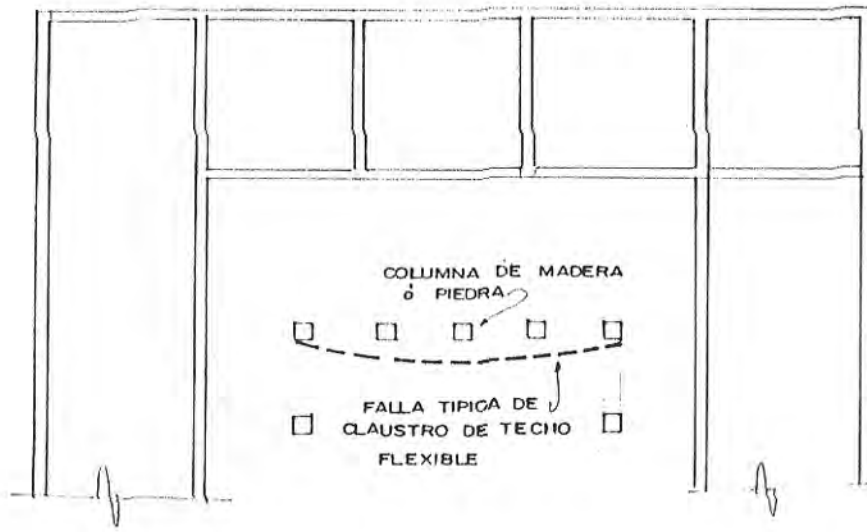 COLUMNA DE MADERA
ó PIEDRA
FALLA TIPICA DE
CLAUSTRO DE TECHO
FLEXIBLE